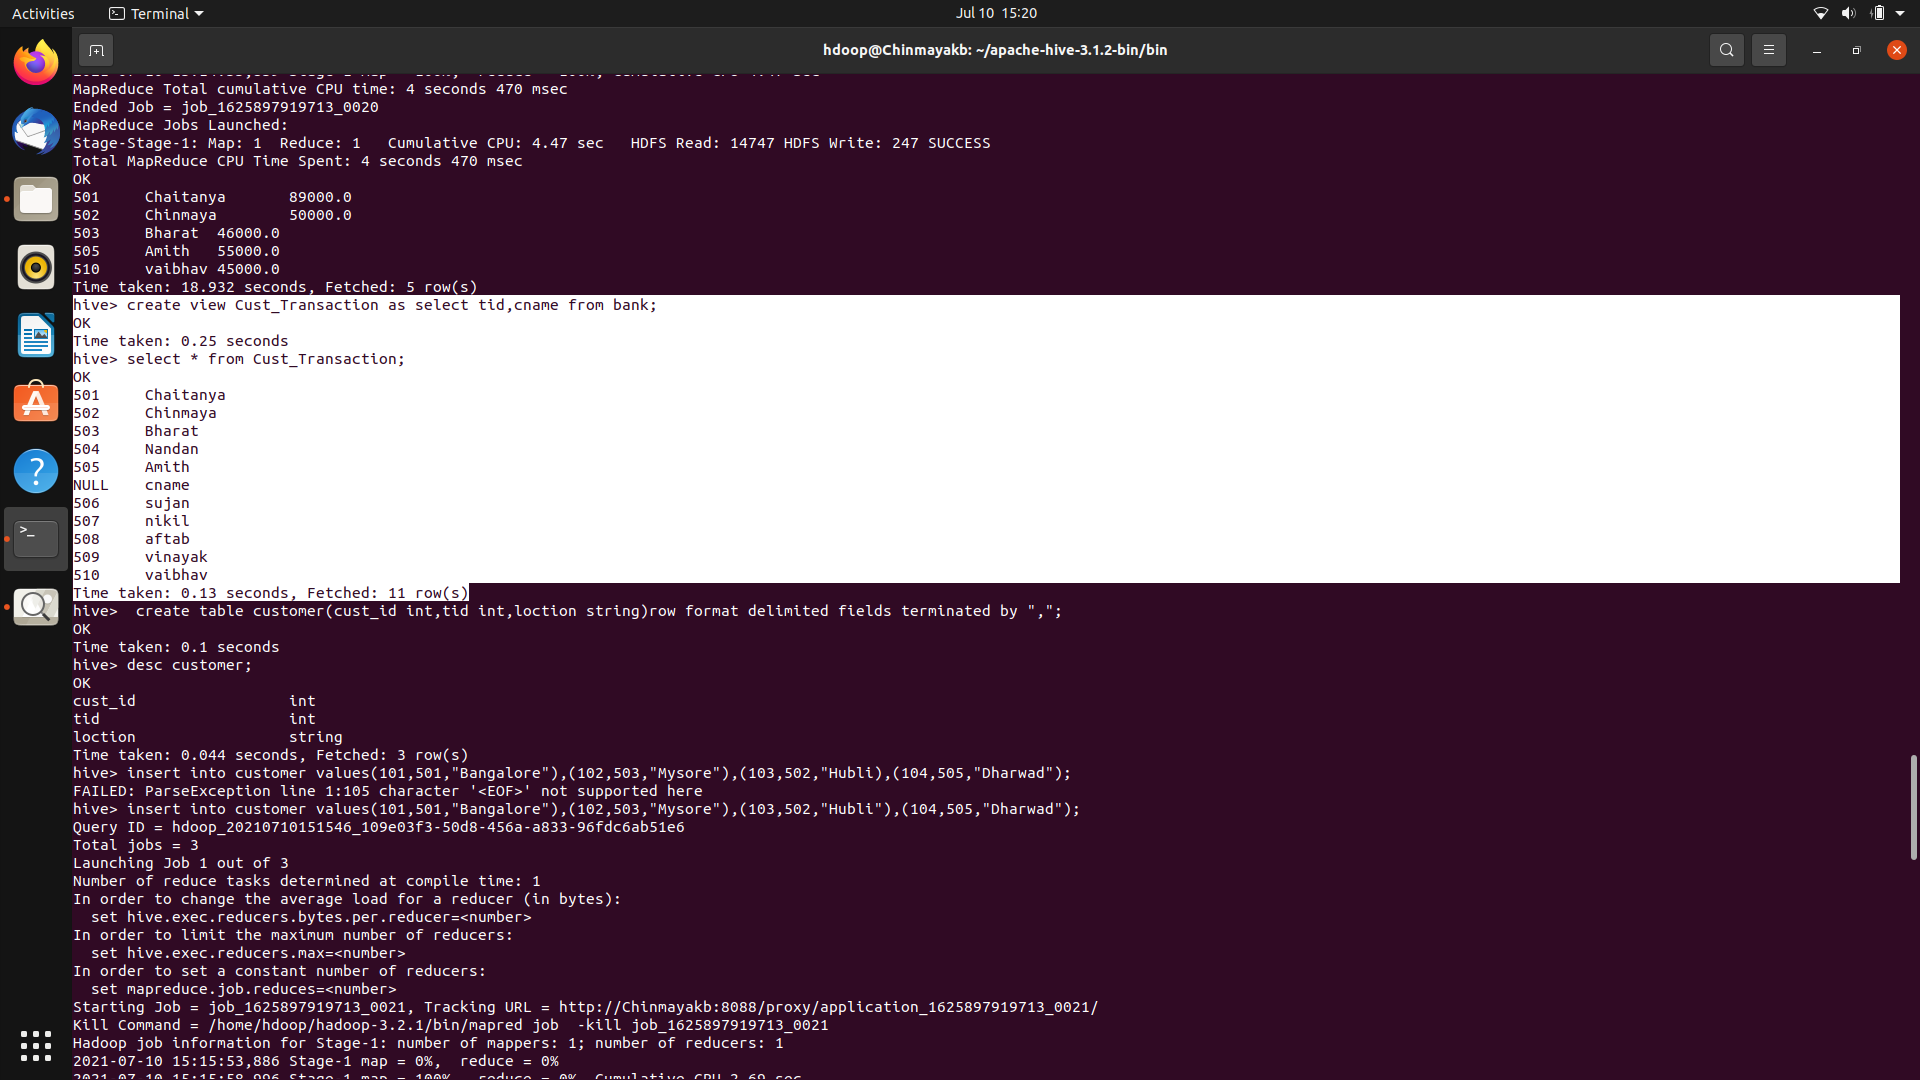 Activities
Terminal
Jul 10  15:20
hdoop@Chinmayakb: ~/apache-hive-3.1.2-bin/bin
MapReduce Total cumulative CPU time: 4 seconds 470 msec
Ended Job = job_1625897919713_0020
MapReduce Jobs Launched:
Stage-Stage-1: Map: 1  Reduce: 1   Cumulative CPU: 4.47 sec   HDFS Read: 14747 HDFS Write: 247 SUCCESS
Total MapReduce CPU Time Spent: 4 seconds 470 msec
OK
501     Chaitanya       89000.0
502     Chinmaya        50000.0
503     Bharat  46000.0
505     Amith   55000.0
510     vaibhav 45000.0
Time taken: 18.932 seconds, Fetched: 5 row(s)
hive> create view Cust_Transaction as select tid,cname from bank;
OK
Time taken: 0.25 seconds
hive> select * from Cust_Transaction;
OK
501     Chaitanya
502     Chinmaya
503     Bharat
504     Nandan
505     Amith
NULL    cname
506     sujan
507     nikil
508     aftab
509     vinayak
510     vaibhav
Time taken: 0.13 seconds, Fetched: 11 row(s)
hive>  create table customer(cust_id int,tid int,loction string)row format delimited fields terminated by ",";
OK
Time taken: 0.1 seconds
hive> desc customer;
OK
cust_id                 int
tid                     int
loction                 string
Time taken: 0.044 seconds, Fetched: 3 row(s)
hive> insert into customer values(101,501,"Bangalore"),(102,503,"Mysore"),(103,502,"Hubli),(104,505,"Dharwad");
FAILED: ParseException line 1:105 character '<EOF>' not supported here
hive> insert into customer values(101,501,"Bangalore"),(102,503,"Mysore"),(103,502,"Hubli"),(104,505,"Dharwad");
Query ID = hdoop_20210710151546_109e03f3-50d8-456a-a833-96fdc6ab51e6
Total jobs = 3
Launching Job 1 out of 3
Number of reduce tasks determined at compile time: 1
In order to change the average load for a reducer (in bytes):
  set hive.exec.reducers.bytes.per.reducer=<number>
In order to limit the maximum number of reducers:
  set hive.exec.reducers.max=<number>
In order to set a constant number of reducers:
  set mapreduce.job.reduces=<number>
Starting Job = job_1625897919713_0021, Tracking URL = http://Chinmayakb:8088/proxy/application_1625897919713_0021/
Kill Command = /home/hdoop/hadoop-3.2.1/bin/mapred job  -kill job_1625897919713_0021
Hadoop job information for Stage-1: number of mappers: 1; number of reducers: 1
2021-07-10 15:15:53,886 Stage-1 map = 0%,  reduce = 0%
2021-07-10 15:15:58,996 Stage-1 map = 100%,  reduce = 0%, Cumulative CPU 2.69 sec